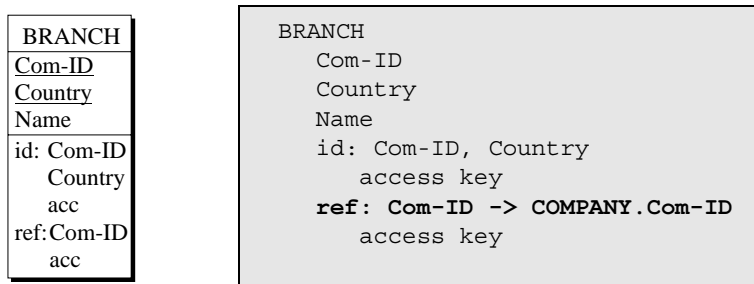 BRANCH
Com-ID
Country
Name
id: Com-ID
Country
acc
ref:Com-ID
acc
BRANCH
Com-ID
Country
Name
id: Com-ID, Country
access key
ref: Com-ID -> COMPANY.Com-ID
access key